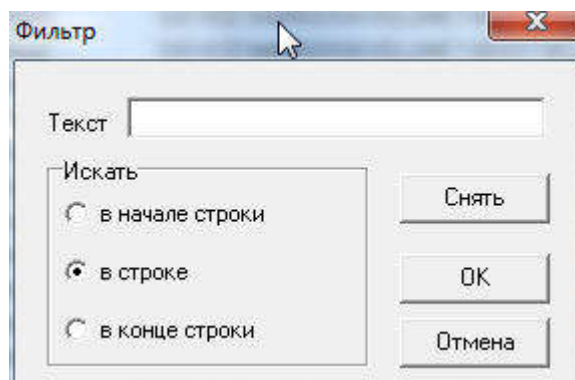 Фильтр
Текст
Искать
в начале строки
в строке
в конце строки
Снять
OK
Отмена